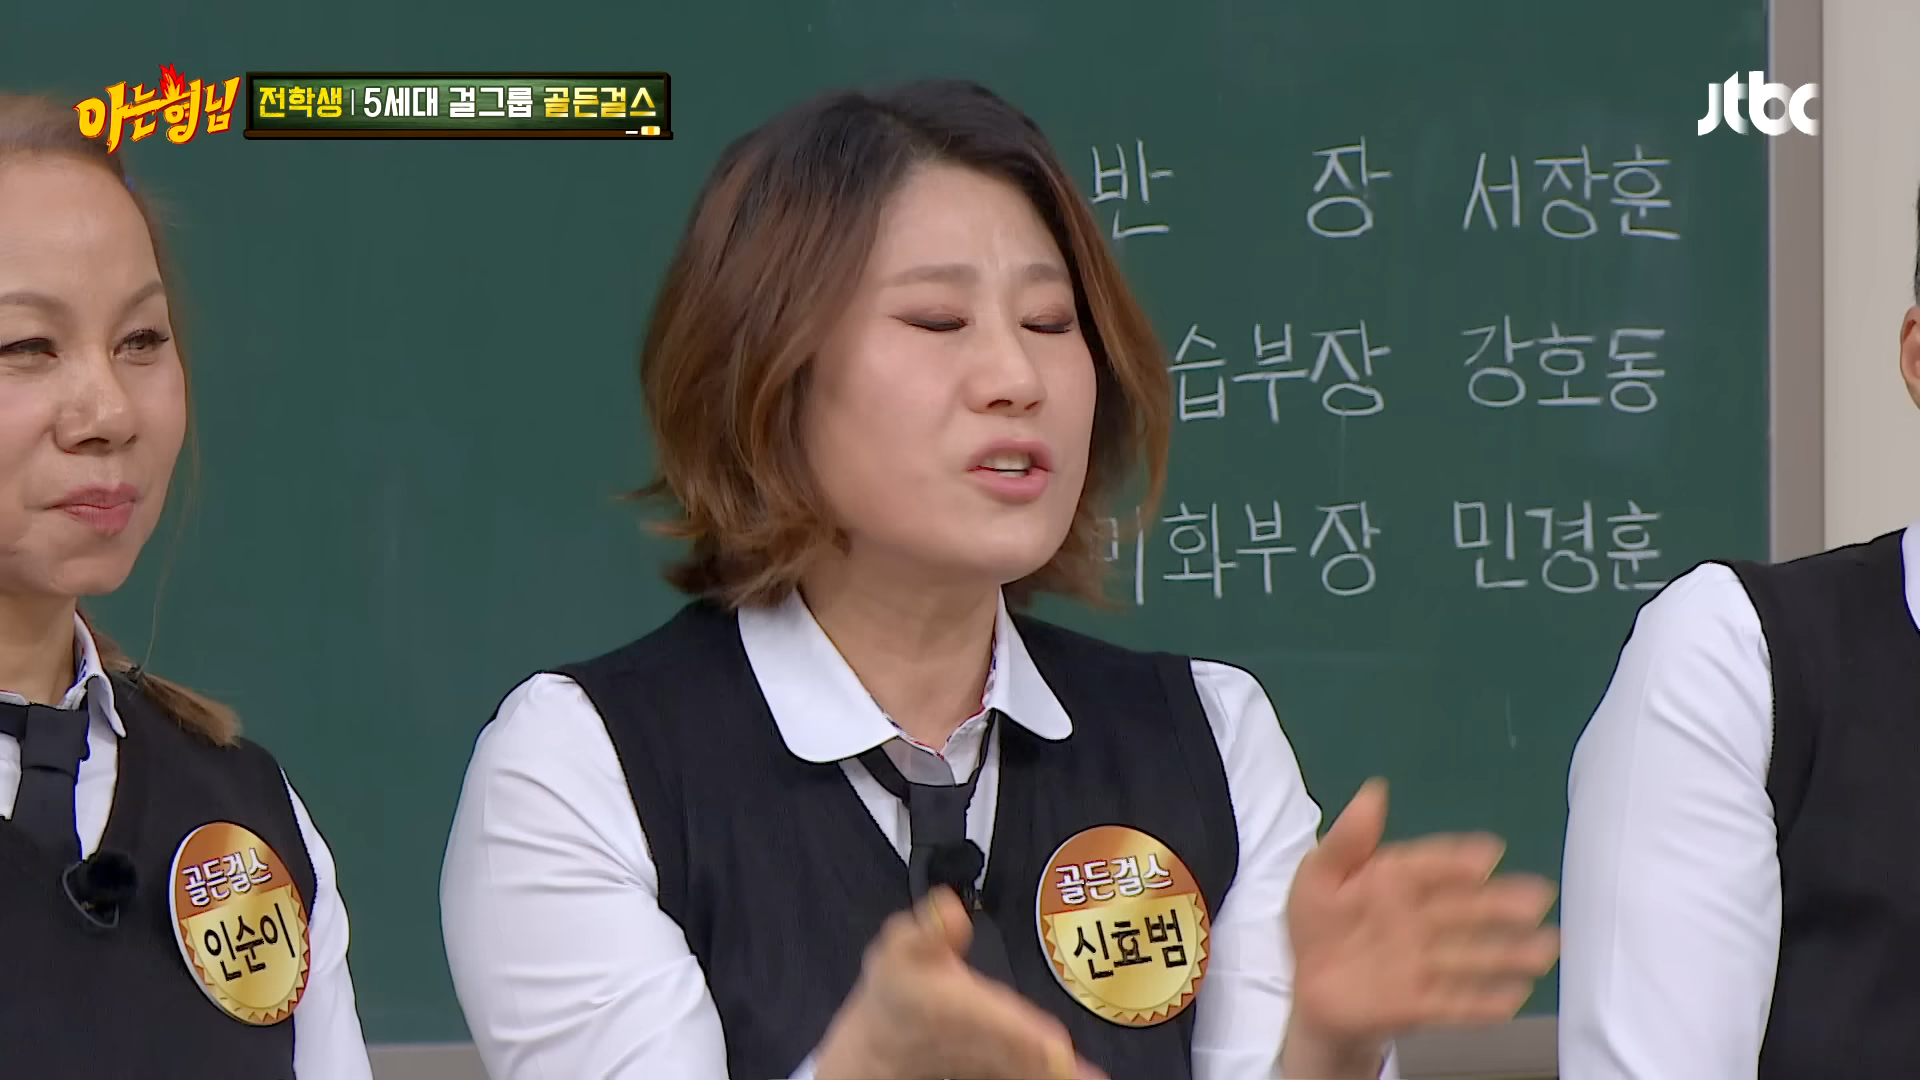 아는형님
전학생 | 5세대 걸그룹 골든걸스
jtbc
반 장 서장훈
습부장 강호동
미화부장 민경훈
골든걸스
인순이
골든걸스
신효범